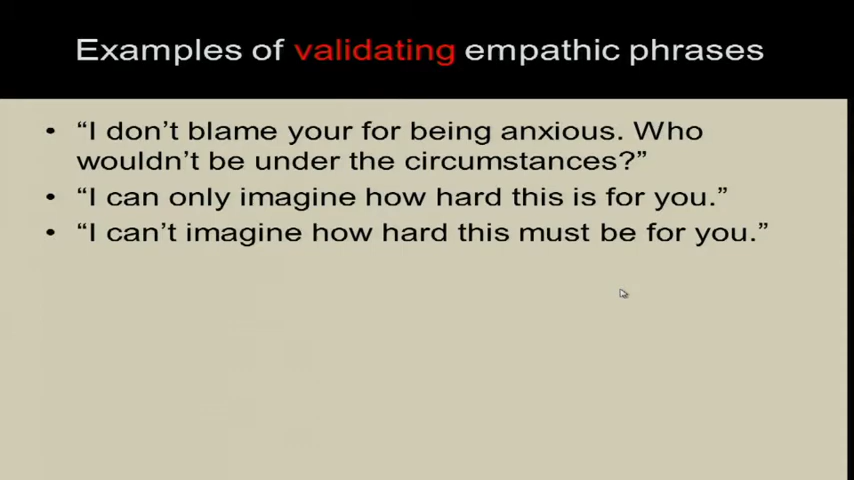 Examples of validating empathic phrases
• “I don’t blame your for being anxious. Who
wouldn’t be under the circumstances?”
• “I can only imagine how hard this is for you.”
• “I can’t imagine how hard this must be for you.”